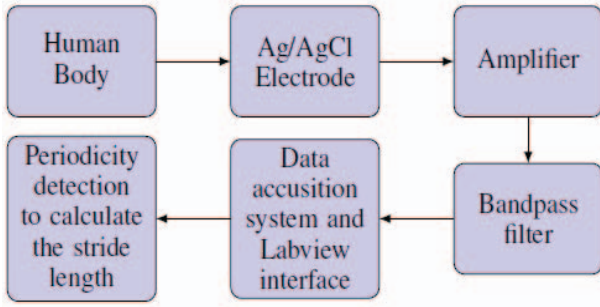 Human
Body
Ag/AgCl
Electrode
Amplifier
Bandpass
filter
Data
accusition
system and
Labview
interface
Periodicity
detection
to calculate
the stride
length